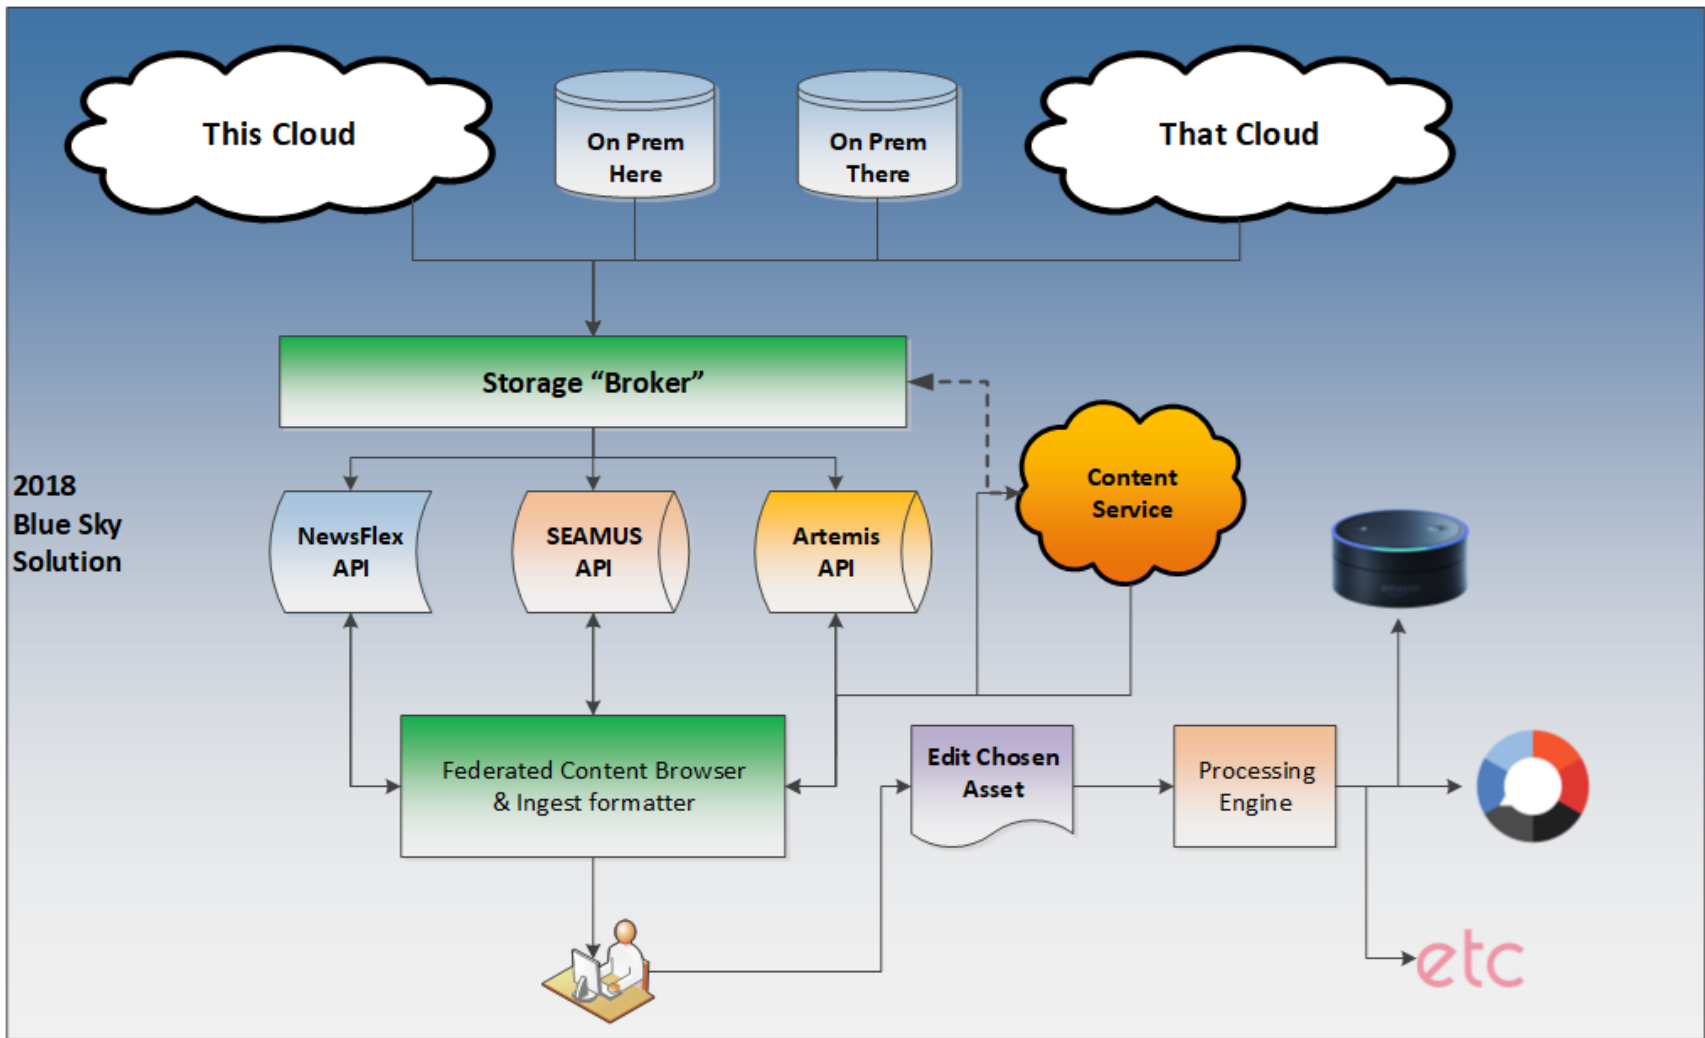 This Cloud
On Prem
Here
On Prem
There
That Cloud
Storage “Broker”
Content
Service
2018
Blue Sky
Solution
NewsFlex
API
SEAMUS
API
Artemis
API
amazon
Federated Content Browser
& Ingest formatter
Edit Chosen
Asset
Processing
Engine
etc